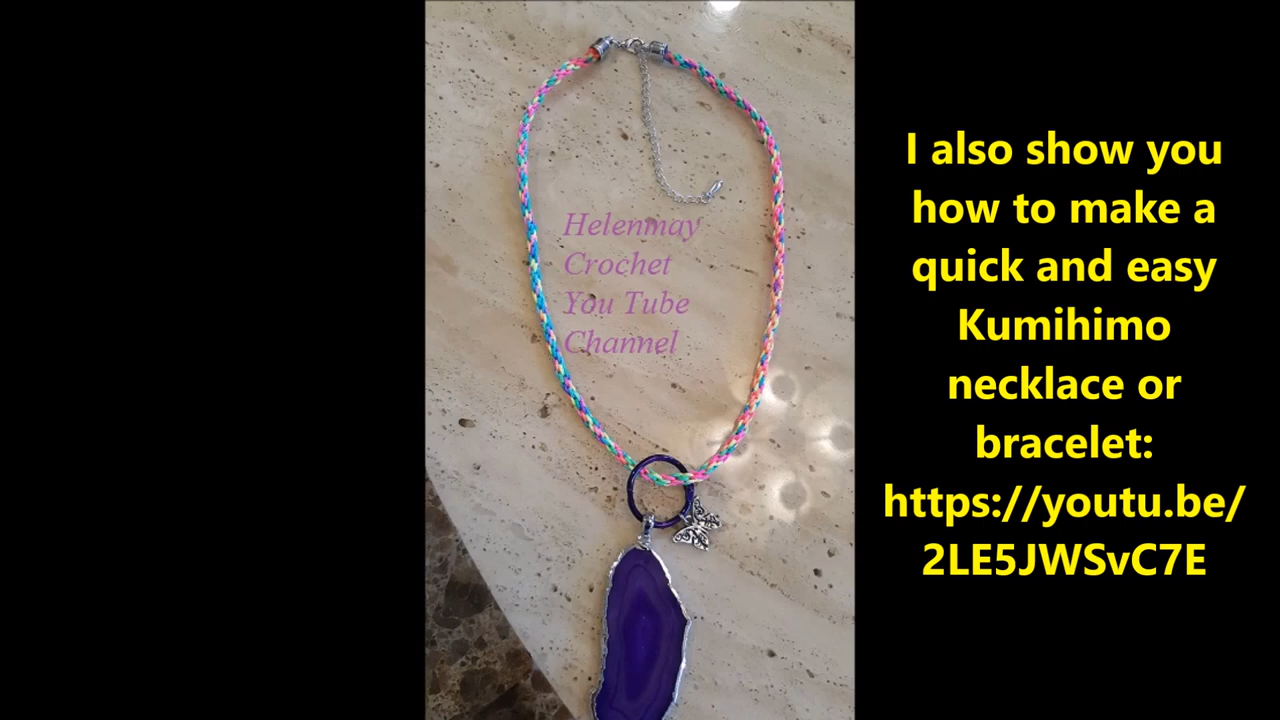 Helenmay
Crochet
You Tube
Channel
I also show you
how to make a
quick and easy
Kumihimo
necklace or
bracelet:
https://youtu.be/
2LE5JWSvC7E